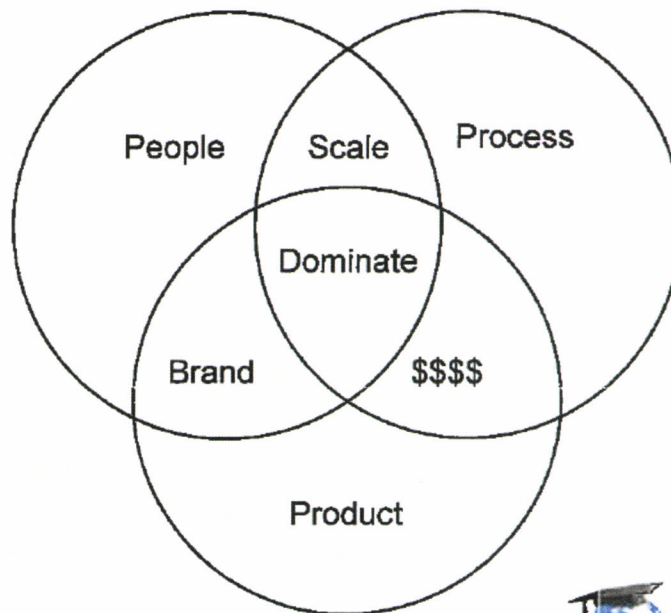 People
Scale
Process
Dominate
Brand
$$$$
Product